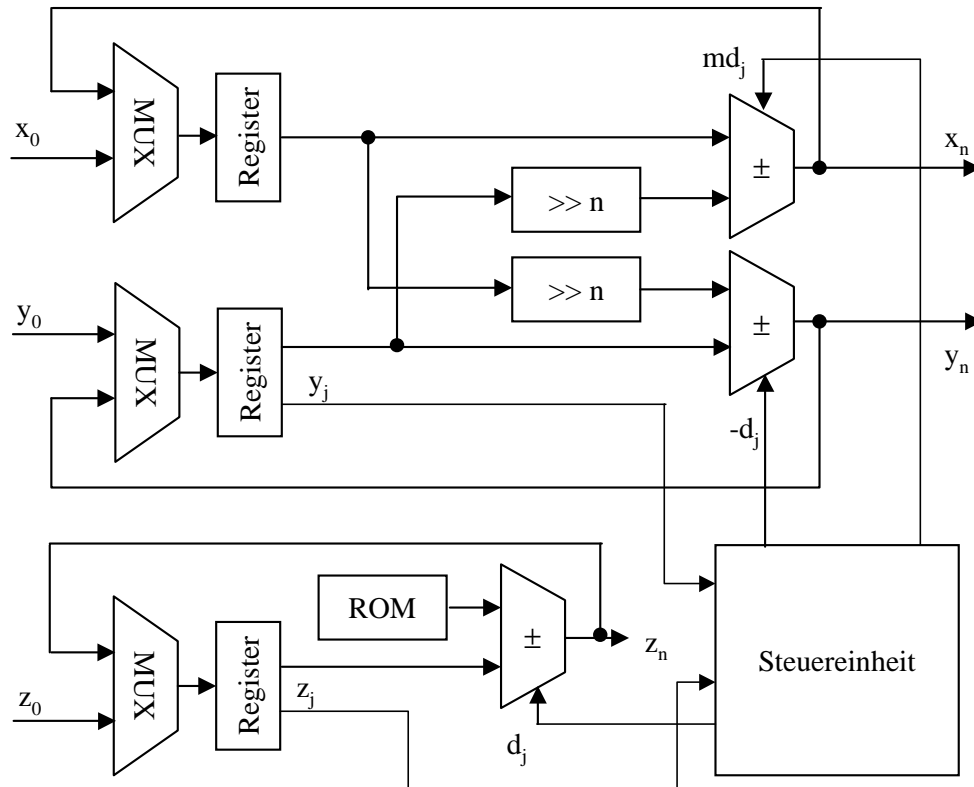 md_j
x_0
MUX
Register
x_n
±
>> n
>> n
y_0
MUX
Register
±
y_n
y_j
-d_j
ROM
z_0
MUX
Register
±
z_n
Steuereinheit
z_j
d_j